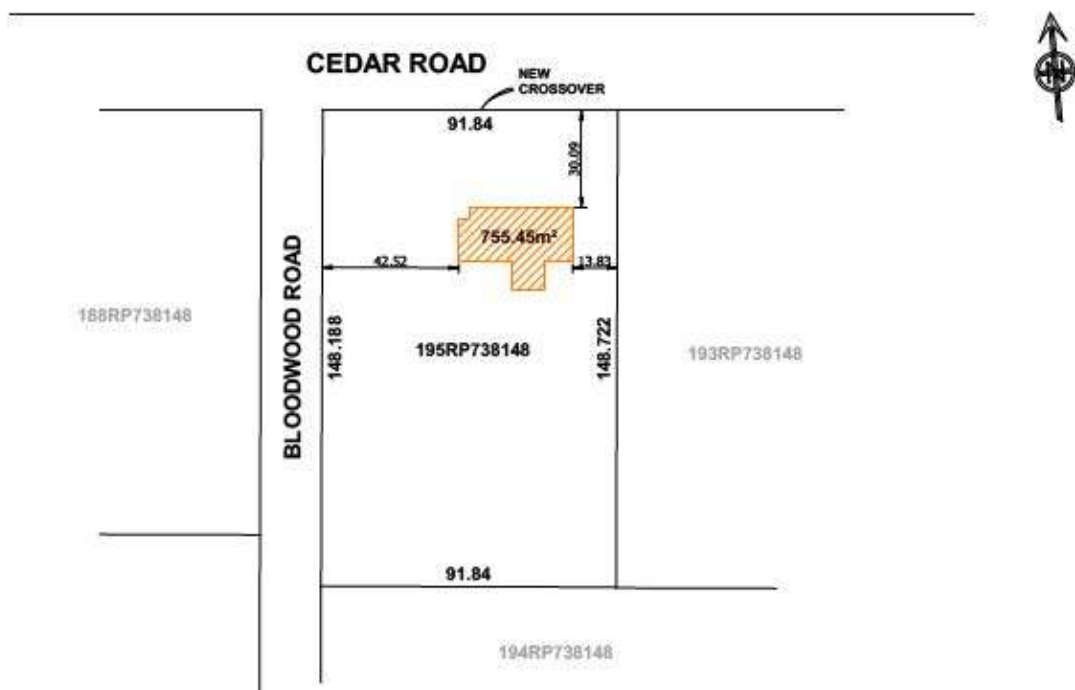 CEDAR ROAD
NEW
CROSSOVER
91.84
30.09
755.45m²
42.52
13.83
BLOODWOOD ROAD
188RP738148
148.188
195RP738148
148.722
193RP738148
91.84
194RP738148
N